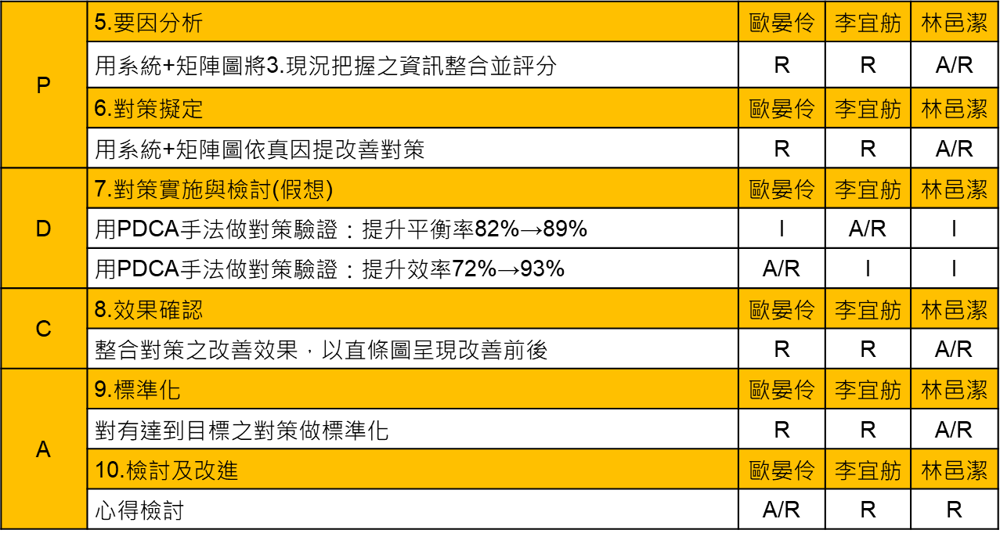 P
5.要因分析 歐晏伶 李宜舫 林邑潔
用系統+矩陣圖將3.現況把握之資訊整合並評分 R R A/R
6.對策擬定 歐晏伶 李宜舫 林邑潔
用系統+矩陣圖依真因提改善對策 R R A/R
D
7.對策實施與檢討(假想) 歐晏伶 李宜舫 林邑潔
用PDCA手法做對策驗證：提升平衡率82%→89% I A/R I
用PDCA手法做對策驗證：提升效率72%→93% A/R I I
C
8.效果確認 歐晏伶 李宜舫 林邑潔
整合對策之改善效果，以直條圖呈現改善前後 R R A/R
A
9.標準化 歐晏伶 李宜舫 林邑潔
對有達到目標之對策做標準化 R R A/R
10.檢討及改進 歐晏伶 李宜舫 林邑潔
心得檢討 A/R R R